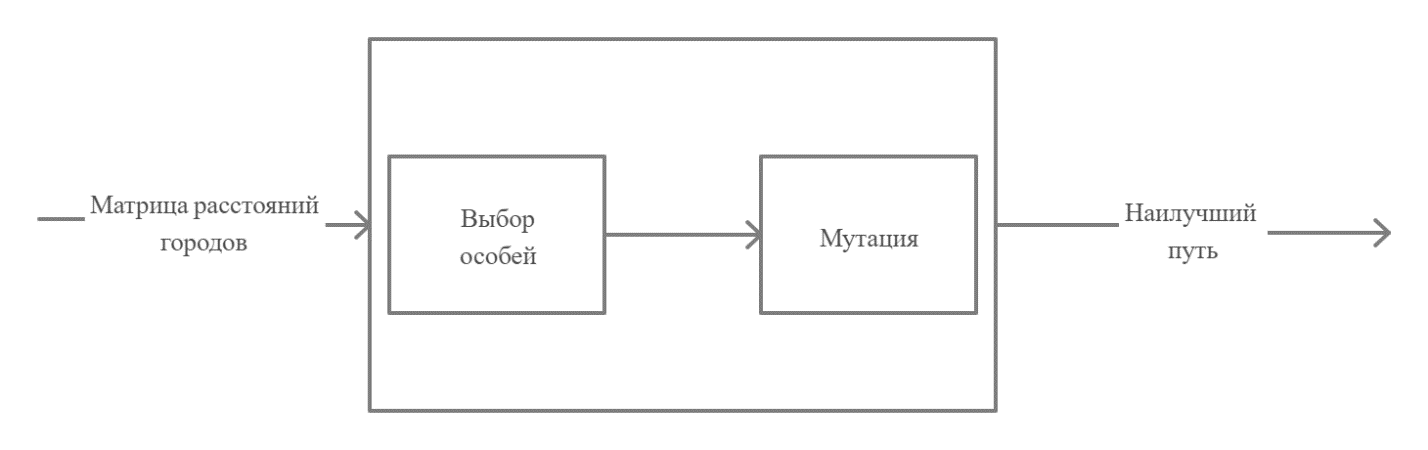 Матрица расстояний
городов
Выбор
особей
Мутация
Наилучший
путь